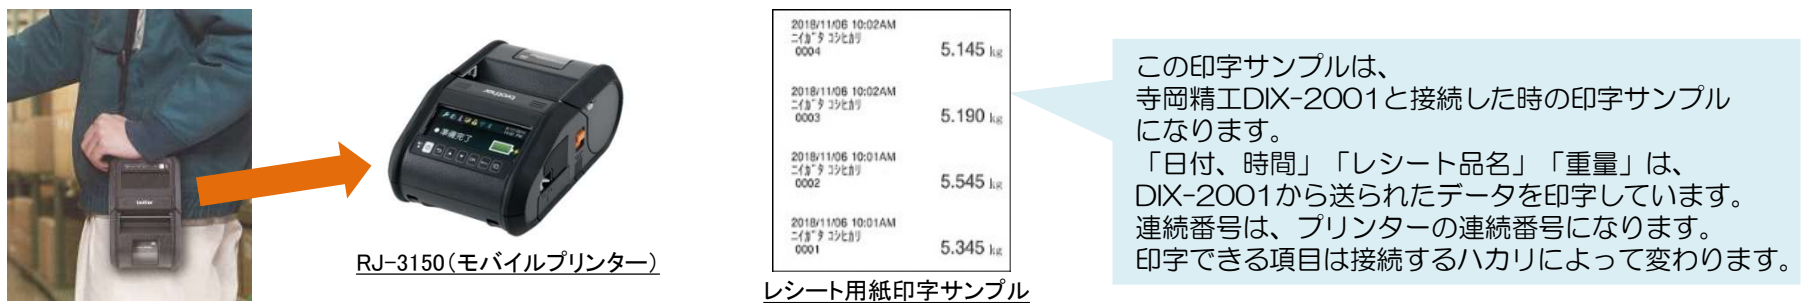 brother
準備完了
RJ-3150(モバイルプリンター)
2018/11/06 10:02AM
ニイガタ コシヒカリ
0004 5.145 kg
2018/11/06 10:02AM
ニイガタ コシヒカリ
0003 5.190 kg
2018/11/06 10:01AM
ニイガタ コシヒカリ
0002 5.545 kg
2018/11/06 10:01AM
ニイガタ コシヒカリ
0001 5.345 kg
レシート用紙印字サンプル
この印字サンプルは、
寺岡精工DIX-2001と接続した時の印字サンプル
になります。
「日付、時間」「レシート品名」「重量」は、
DIX-2001から送られたデータを印字しています。
連続番号は、プリンターの連続番号になります。
印字できる項目は接続するハカリによって変わります。